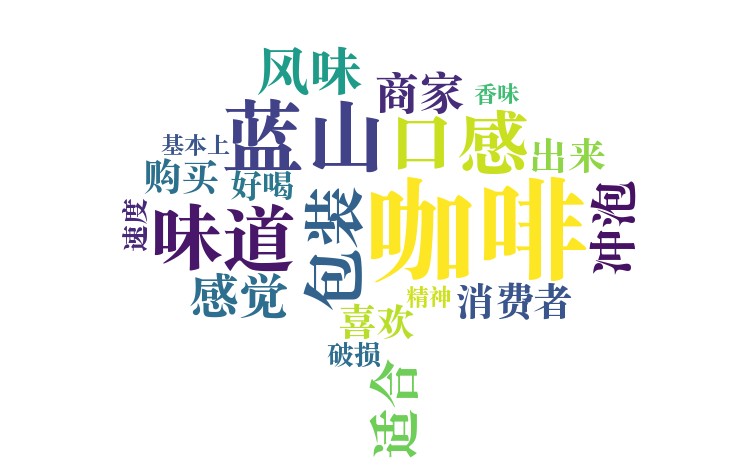 风味
商家
香味
蓝山
口感
基本上
出来
购买
好喝
咖啡
冲泡
包装
速度
味道
感觉
精神
消费者
喜欢
破损
适合